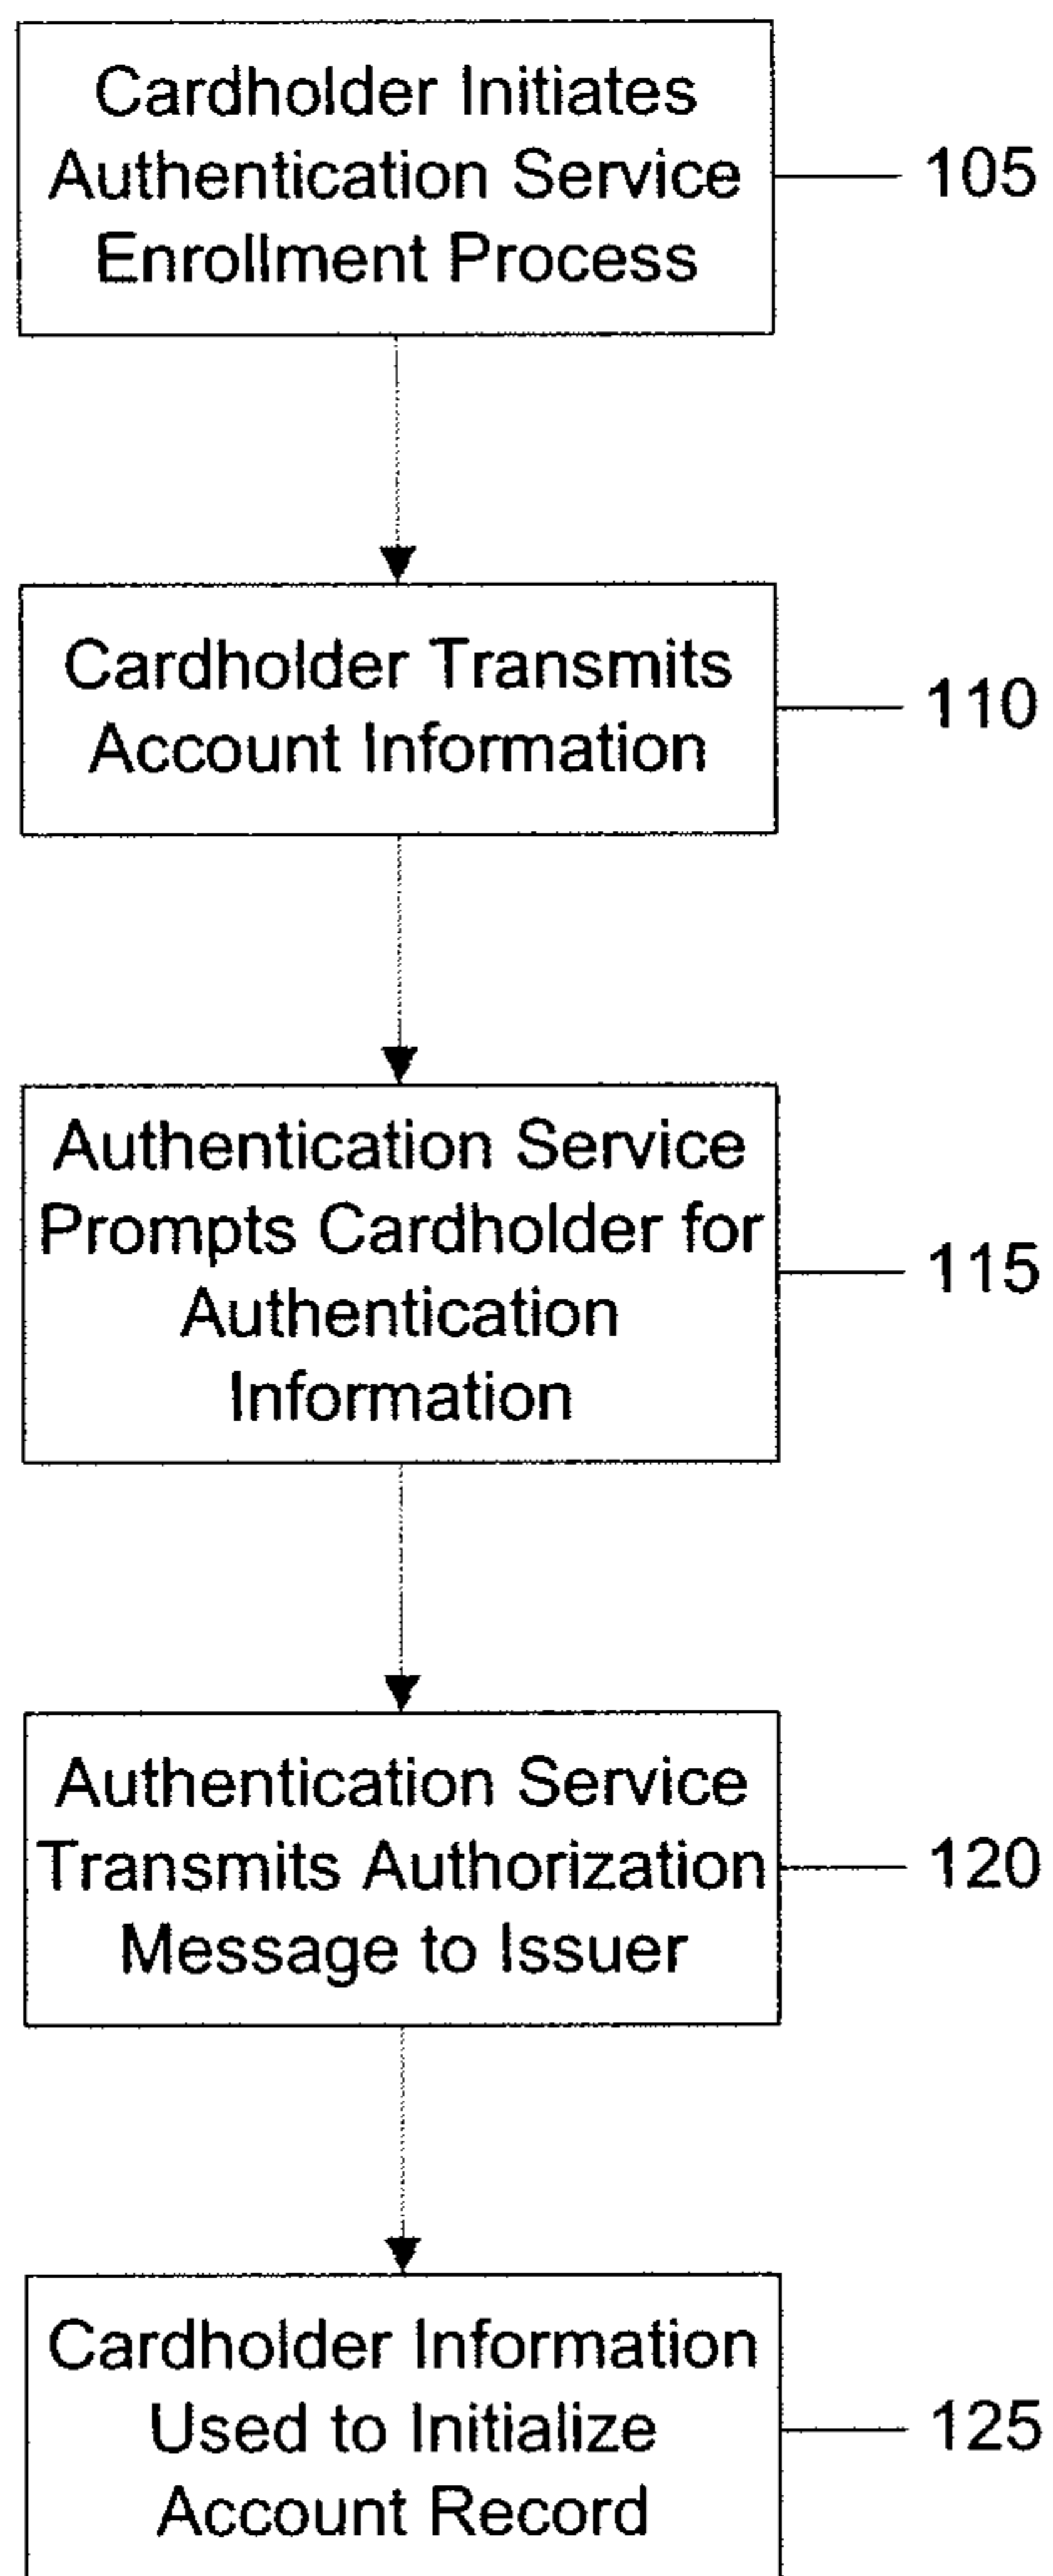 Cardholder Initiates
Authentication Service
Enrollment Process
105
Cardholder Transmits
Account Information
110
Authentication Service
Prompts Cardholder for
Authentication
Information
115
Authentication Service
Transmits Authorization
Message to Issuer
120
Cardholder Information
Used to Initialize
Account Record
125